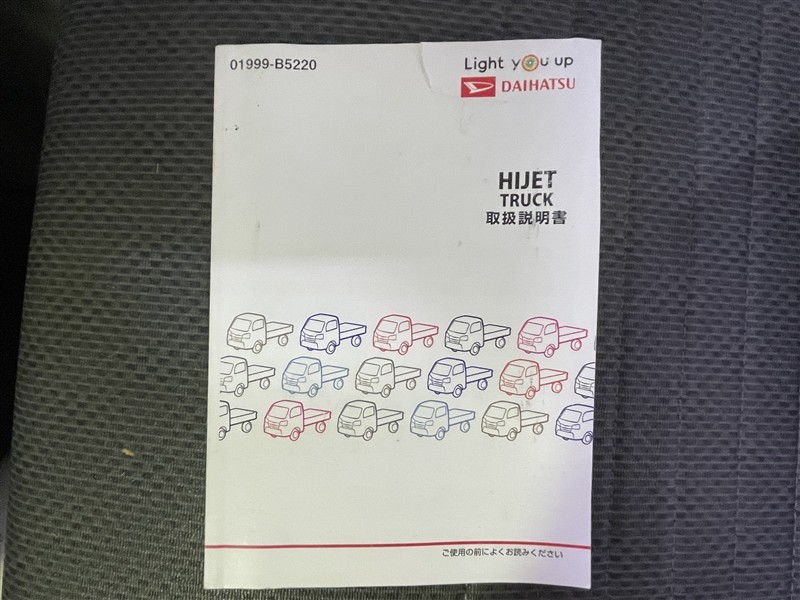 01999-B5220
Light you up
DAIHATSU
HIJET
TRUCK
取扱説明書
ご使用の前によくお読みください